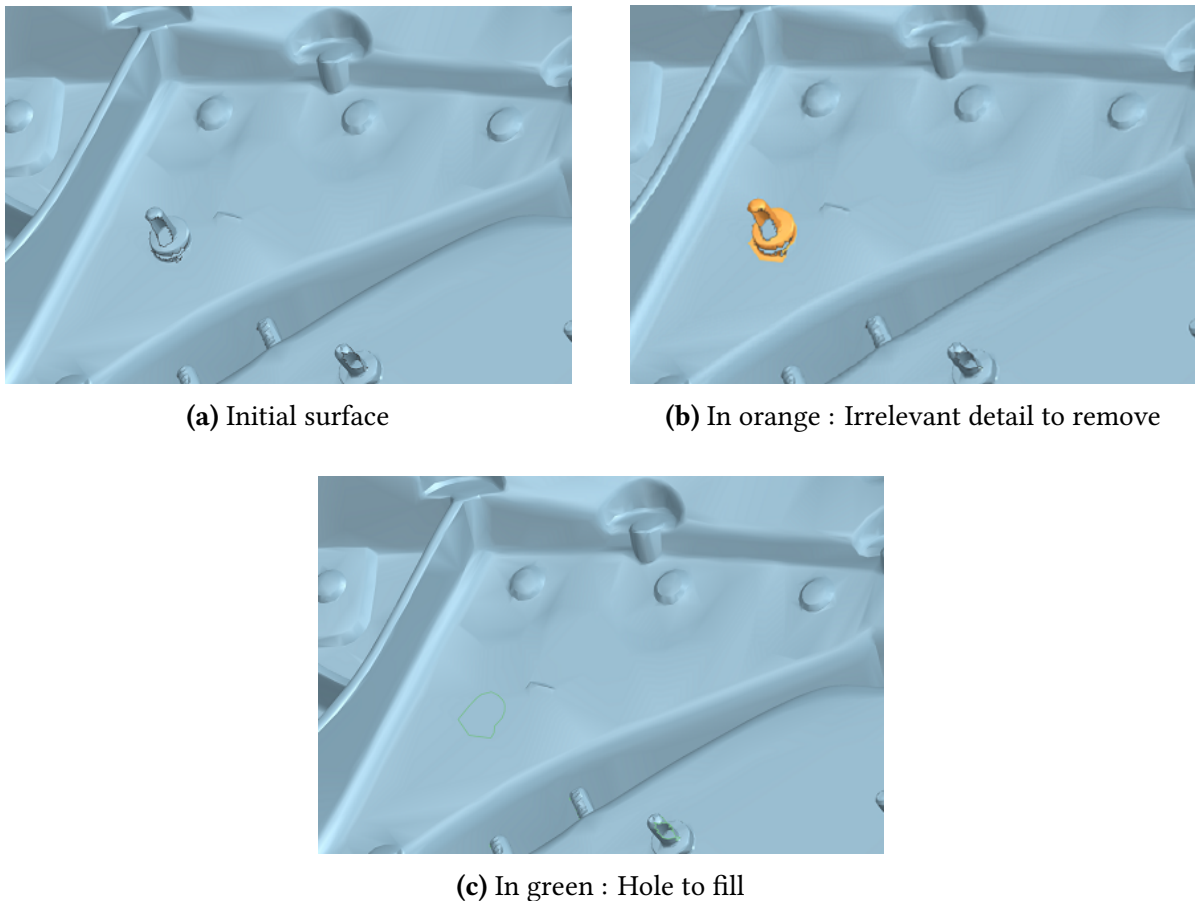 (a) Initial surface
(b) In orange : Irrelevant detail to remove
(c) In green : Hole to fill